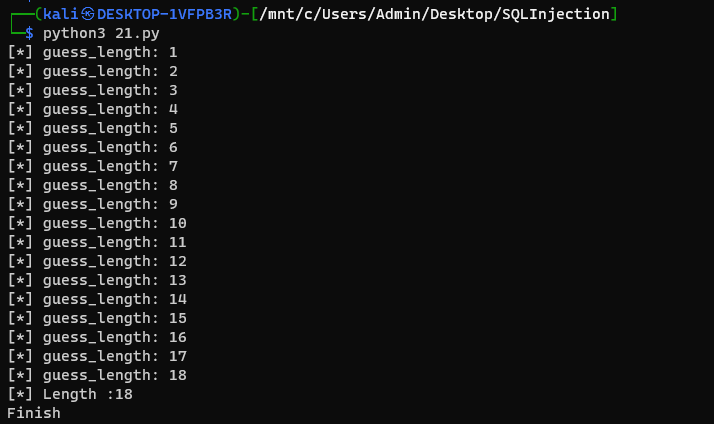 ┌──(kali㉿DESKTOP-1VFPB3R)-[/mnt/c/Users/Admin/Desktop/SQLInjection]
└─$ python3 21.py
[*] guess_length: 1
[*] guess_length: 2
[*] guess_length: 3
[*] guess_length: 4
[*] guess_length: 5
[*] guess_length: 6
[*] guess_length: 7
[*] guess_length: 8
[*] guess_length: 9
[*] guess_length: 10
[*] guess_length: 11
[*] guess_length: 12
[*] guess_length: 13
[*] guess_length: 14
[*] guess_length: 15
[*] guess_length: 16
[*] guess_length: 17
[*] guess_length: 18
[*] Length :18
Finish